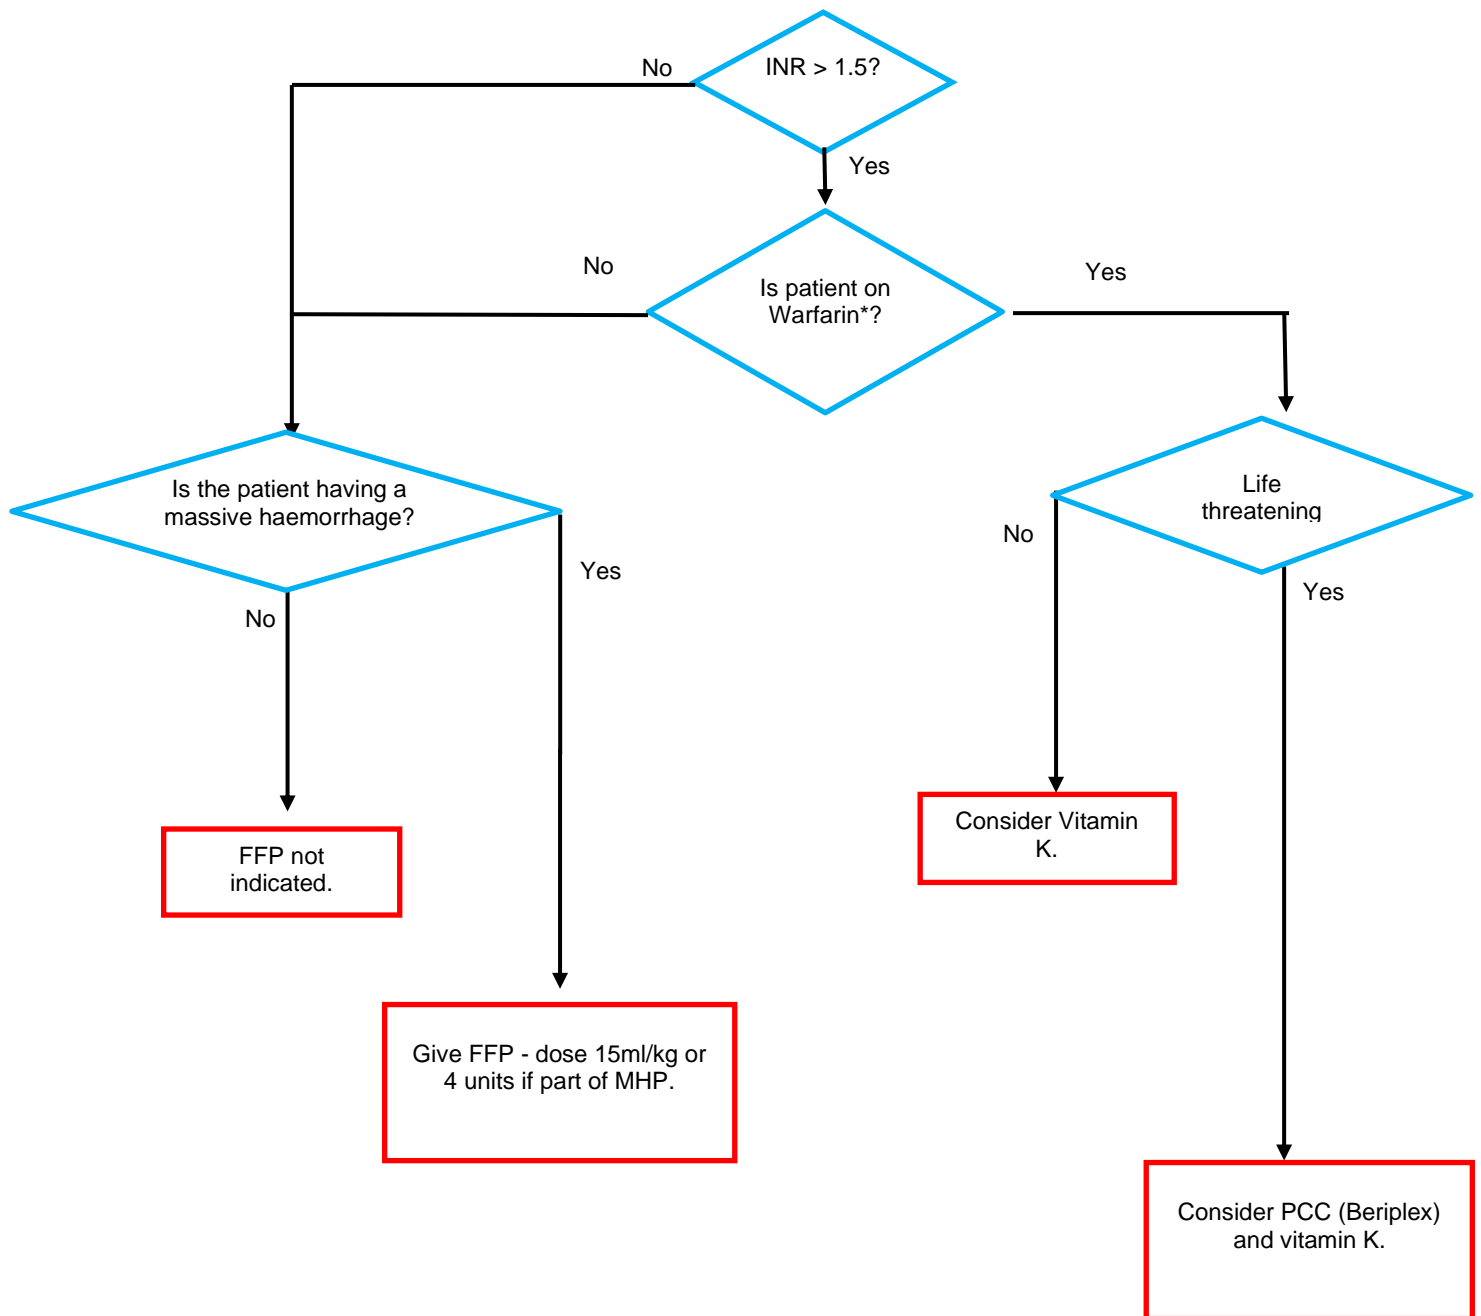 INR > 1.5?
No
Yes
Is patient on
Warfarin*?
No
Yes
Is the patient having a
massive haemorrhage?
No
Yes
Life
threatening
No
Yes
FFP not
indicated.
Consider Vitamin
K.
Give FFP - dose 15ml/kg or
4 units if part of MHP.
Consider PCC (Beriplex)
and vitamin K.